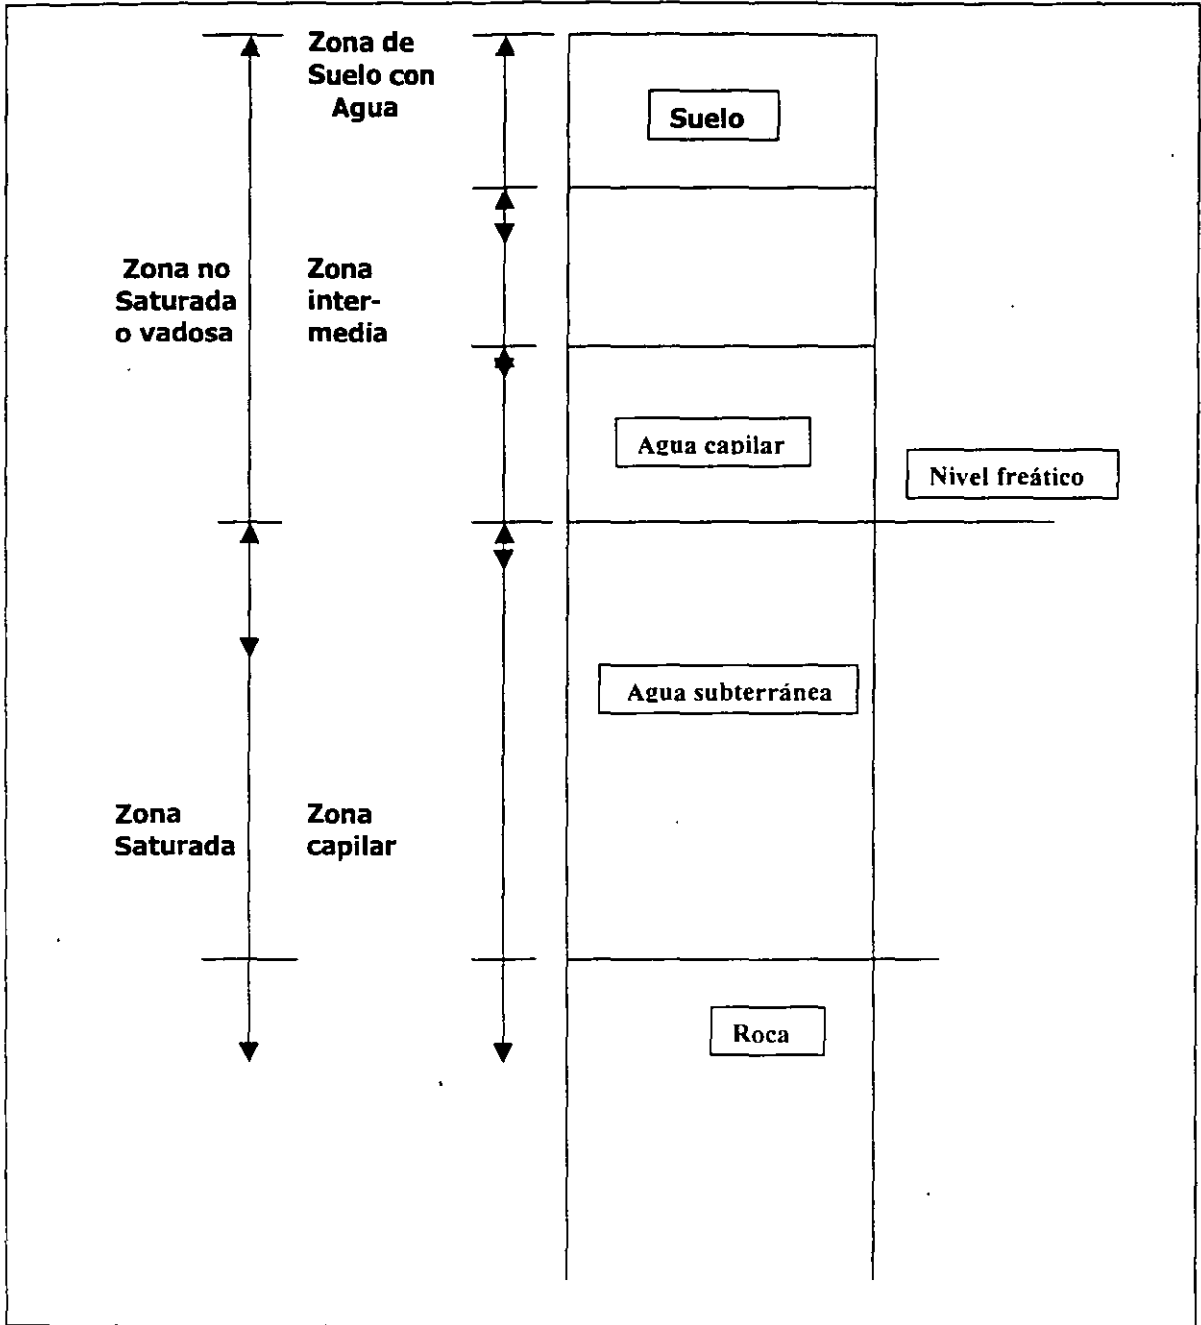 Zona de
Suelo con
Agua
Suelo
Zona no
Saturada
o vadosa
Zona
inter-
media
Agua capilar
Nivel freático
Agua subterránea
Zona
Saturada
Zona
capilar
Roca